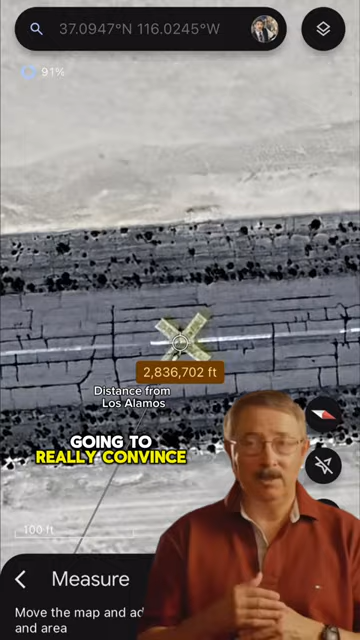 37.0947°N 116.0245°W
91%
2,836,702 ft
Distance from
Los Alamos
GOING TO
REALLY CONVINCE
100 ft
Measure
Move the map and ad
and area